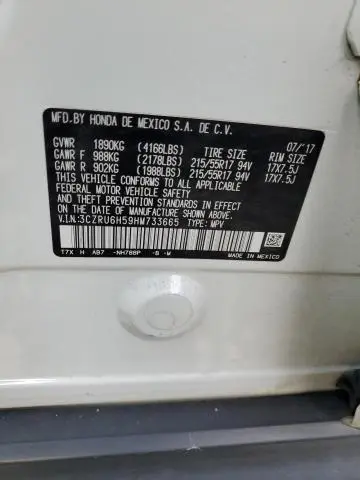 MFD.BY HONDA DE MEXICO S.A. DE C.V.
07/'17
GVWR 1890KG (4166LBS) TIRE SIZE RIM SIZE
GAWR F 988KG (2178LBS) 215/55R17 94V 17X7.5J
GAWR R 902KG (1988LBS) 215/55R17 94V 17X7.5J
THIS VEHICLE CONFORMS TO ALL APPLICABLE
FEDERAL MOTOR VEHICLE SAFETY, BUMPER, AND
THEFT PREVENTION STANDARDS IN EFFECT ON THE DATE OF MANUFACTURE SHOWN ABOVE.
V.I.N:3CZRU6H59HM733665 TYPE: MPV
T7X H AB7 -NH788P -B -W
MADE IN MEXICO